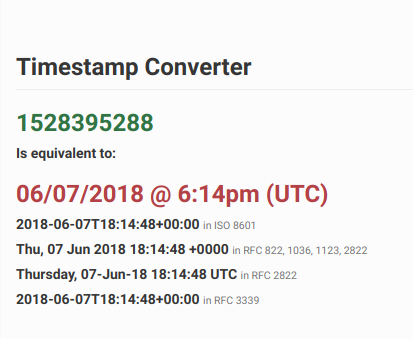 Timestamp Converter
1528395288
Is equivalent to:
06/07/2018 @ 6:14pm (UTC)
2018-06-07T18:14:48+00:00 in ISO 8601
Thu, 07 Jun 2018 18:14:48 +0000 in RFC 822, 1036, 1123, 2822
Thursday, 07-Jun-18 18:14:48 UTC in RFC 2822
2018-06-07T18:14:48+00:00 in RFC 3339